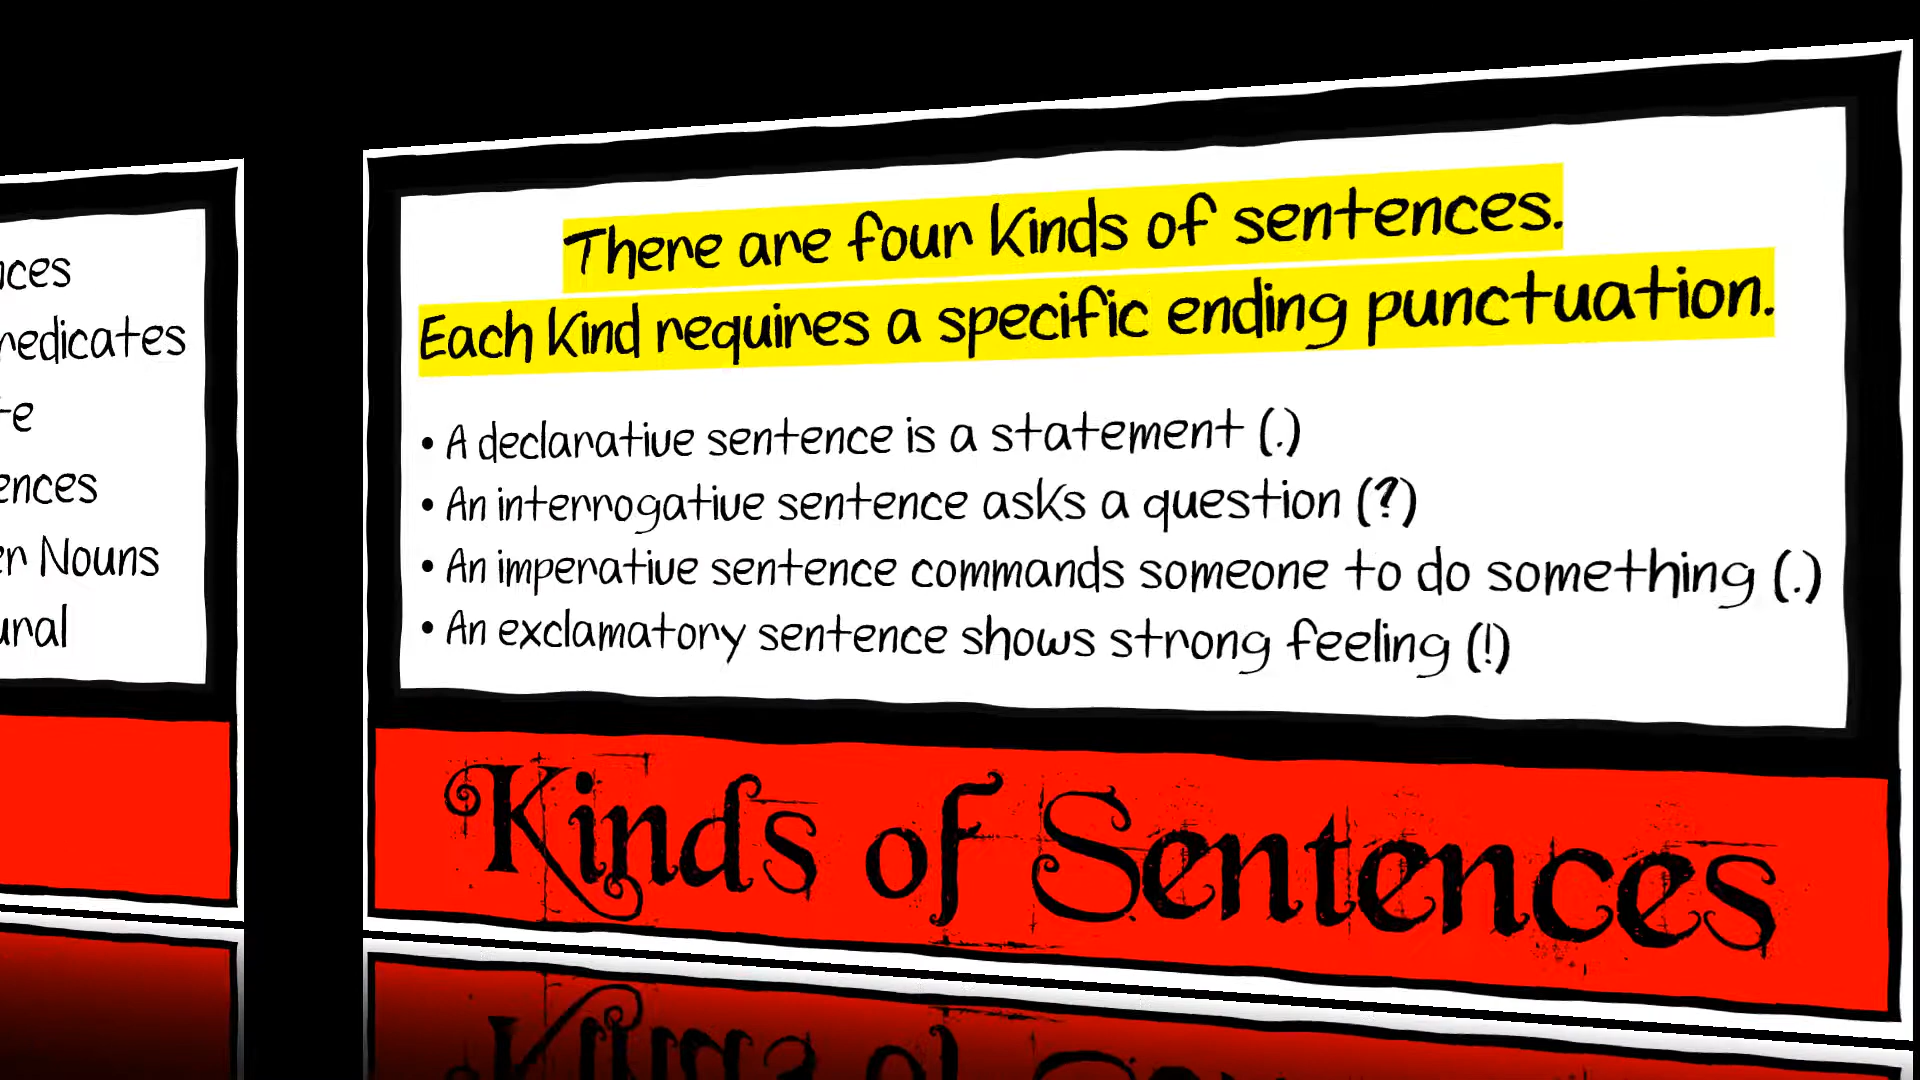 Nouns
There are four kinds of sentences.
Each kind requires a specific ending punctuation.
• A declarative sentence is a statement (.)
• An interrogative sentence asks a question (?)
• An imperative sentence commands someone to do something (.)
• An exclamatory sentence shows strong feeling (!)
Kinds of Sentences